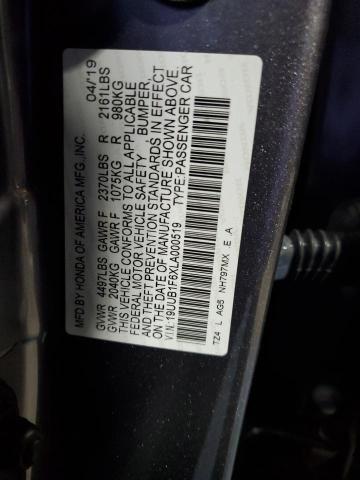 MFD BY HONDA OF AMERICA MFG., INC. 04/'19
GVWR 4497LBS GAWR F 2370LBS R 2161LBS
GVWR 2040KG GAWR F 1075KG R 980KG
THIS VEHICLE CONFORMS TO ALL APPLICABLE
FEDERAL MOTOR VEHICLE SAFETY BUMPER,
AND THEFT PREVENTION STANDARDS IN EFFECT
ON THE DATE OF MANUFACTURE SHOWN ABOVE.
V.I.N.:19UUB1F6XLA000519 TYPE:PASSENGER CAR
TZ4 L AG5 NH797MX E A